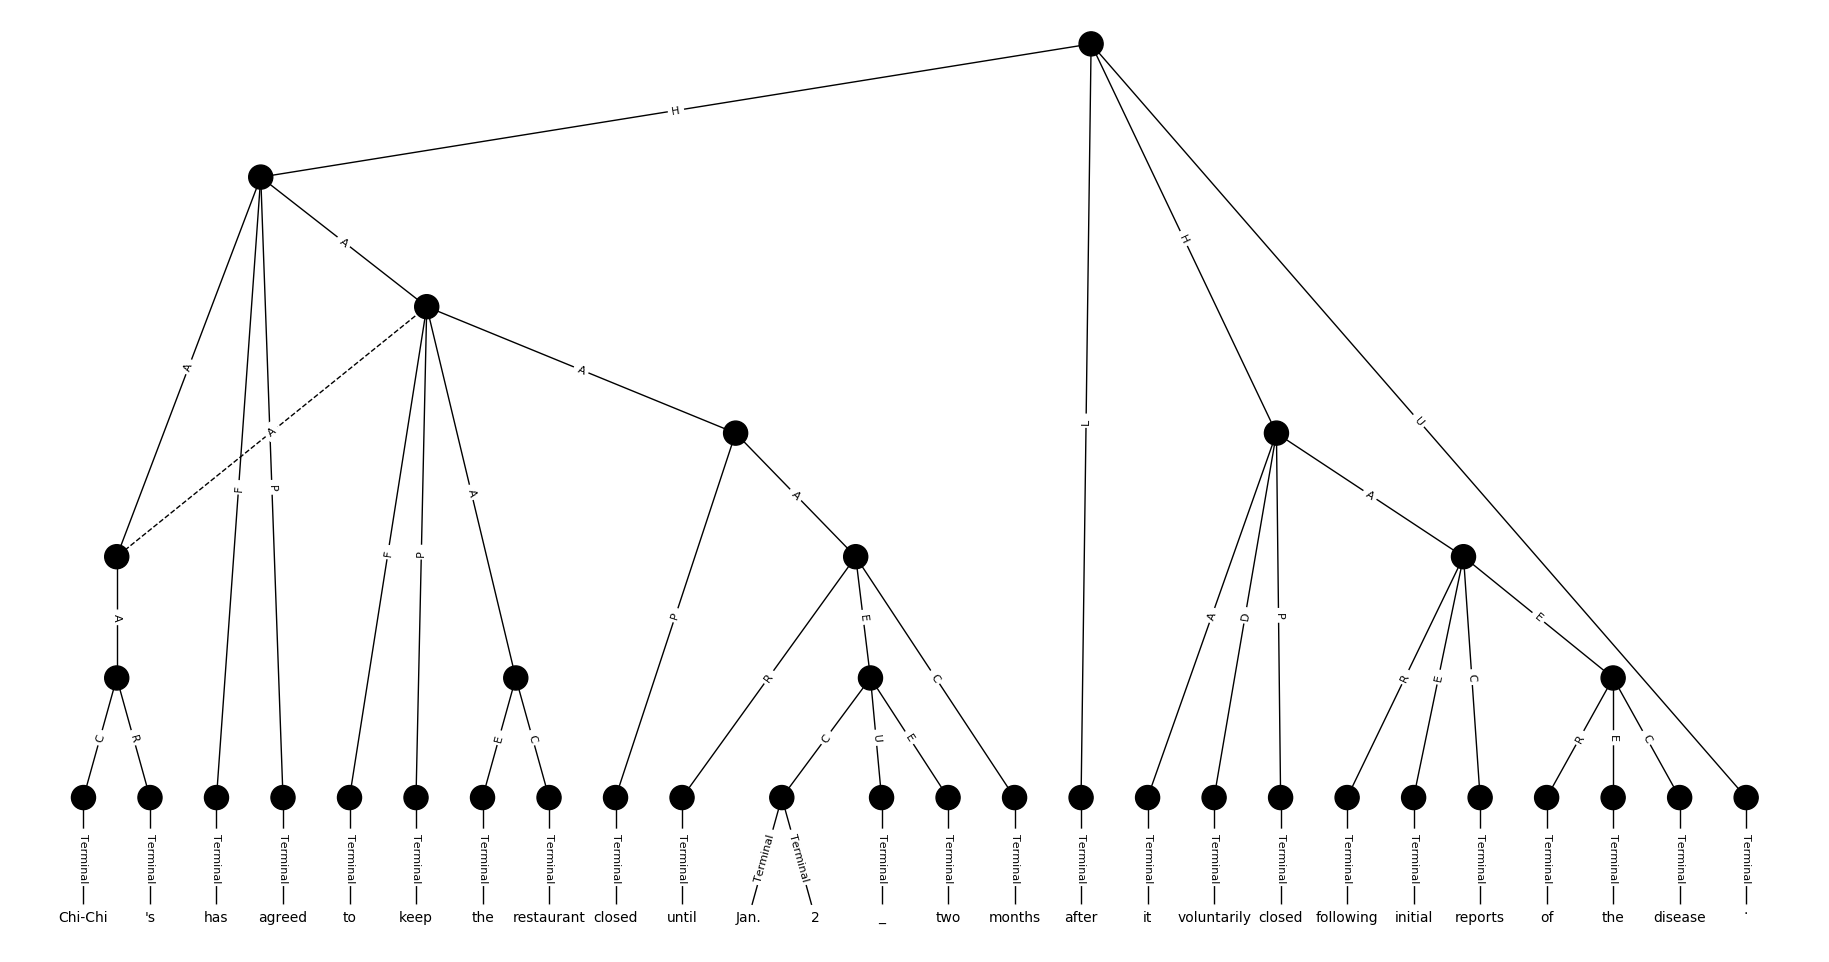 H
A
A
H
A
A
L
U
F
P
A
A
F
P
A
A
P
E
A
D
P
E
R
C
R
E
C
C
R
E
C
C
U
E
R
E
C
Terminal Terminal Terminal Terminal Terminal Terminal Terminal Terminal Terminal Terminal Terminal Terminal Terminal Terminal Terminal Terminal Terminal Terminal Terminal Terminal Terminal Terminal Terminal Terminal Terminal Terminal
Chi-Chi 's has agreed to keep the restaurant closed until Jan. 2 _ two months after it voluntarily closed following initial reports of the disease .